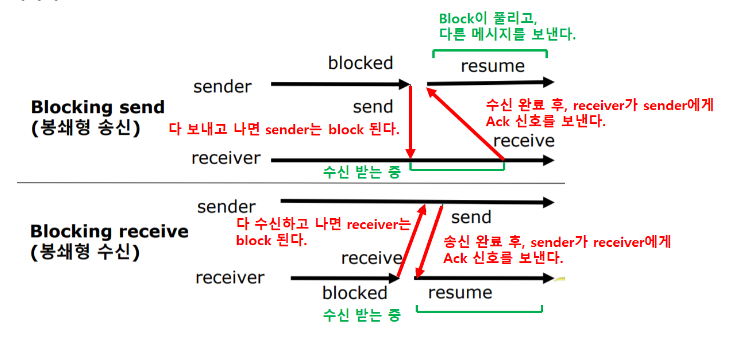 Block이 풀리고,
다른 메시지를 보낸다.
blocked
resume
sender
Blocking send
(봉쇄형 송신)
send
다 보내고 나면 sender는 block 된다.
수신 완료 후, receiver가 sender에게
Ack 신호를 보낸다.
receive
receiver
수신 받는 중
sender
Blocking receive
(봉쇄형 수신)
다 수신하고 나면 receiver는
block 된다.
send
송신 완료 후, sender가 receiver에게
Ack 신호를 보낸다.
receive
receiver
blocked
resume
수신 받는 중